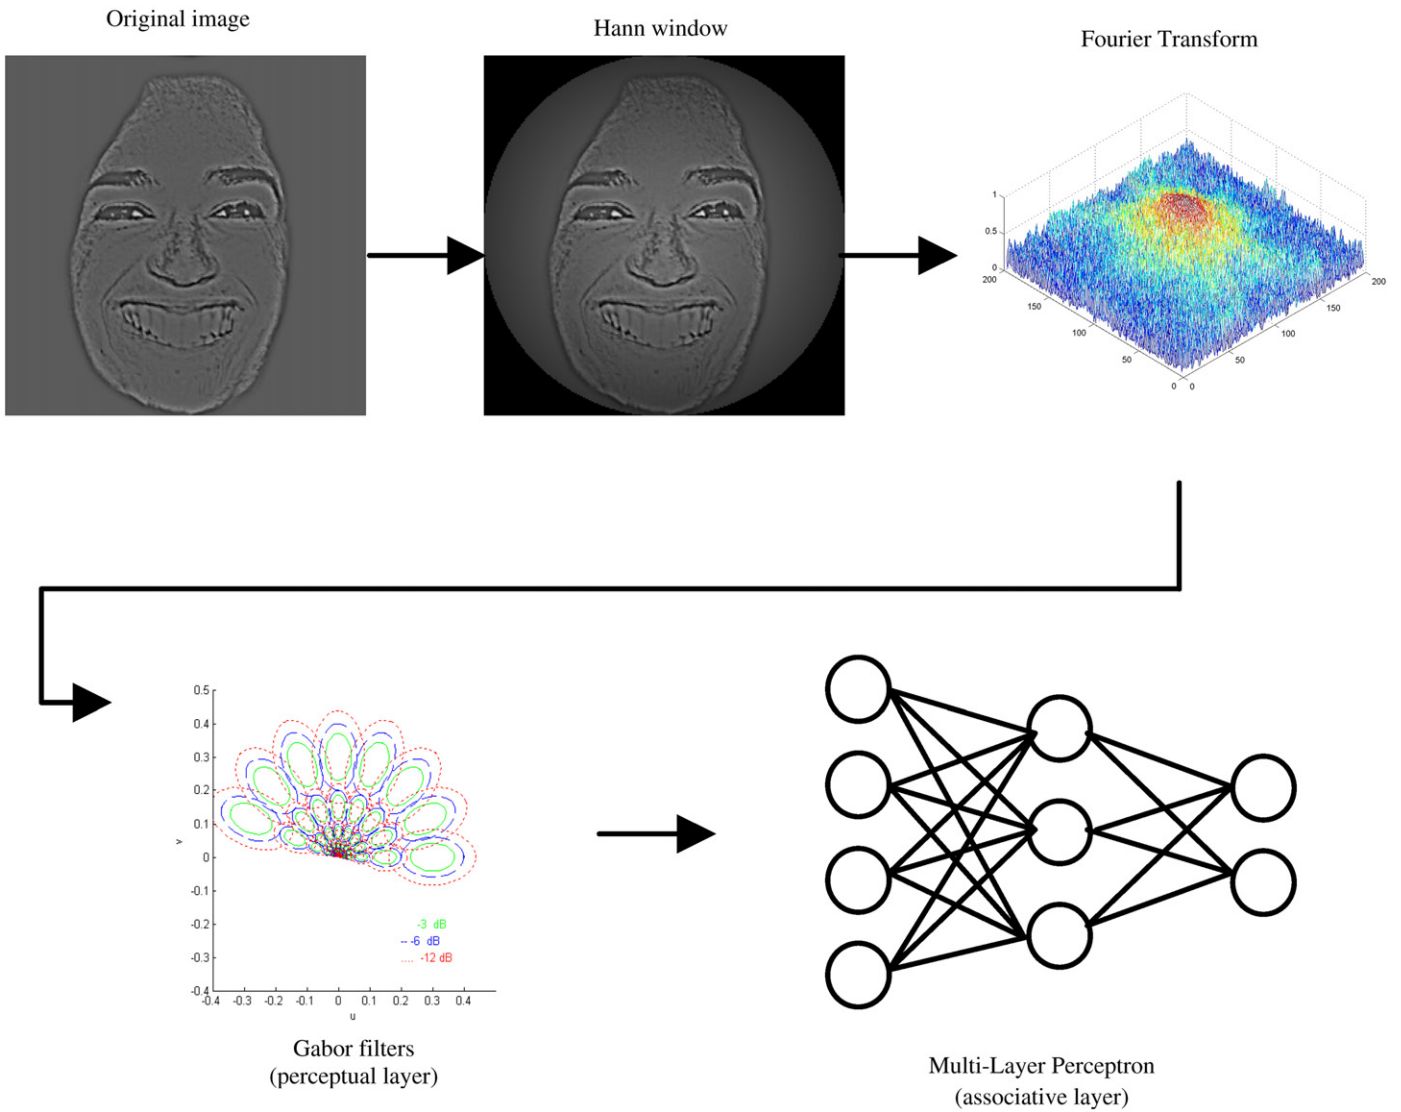 Original image
Hann window
Fourier Transform
1
0.5
0
200
150
100
50
0
0
50
100
150
200
0.5
0.4
0.3
0.2
0.1
0
-0.1
-0.2
-0.3
-0.4
v
-3 dB
-- -6 dB
.... -12 dB
-0.4 -0.3 -0.2 -0.1 0 0.1 0.2 0.3 0.4
u
Gabor filters
(perceptual layer)
Multi-Layer Perceptron
(associative layer)